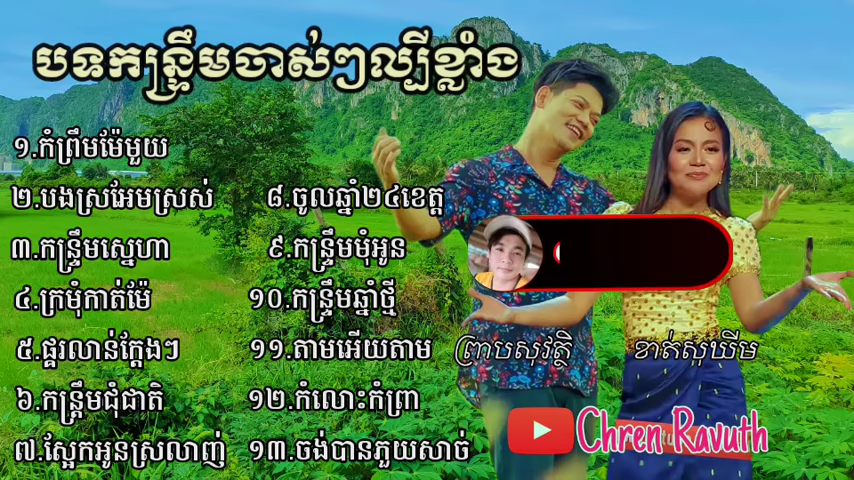 បទកន្ទ្រឹមចាស់ៗល្បីខ្លាំង
១.កំព្រឹមម៉ែមួយ
២.បងស្រអែមស្រស់
៣.កន្ទ្រឹមស្នេហា
៤.ក្រមុំកាត់ម៉ែ
៥.ផ្គរលាន់ក្ដែងៗ
៦.កន្ទ្រឹមជុំជាតិ
៧.ស្អែកអូនស្រលាញ់
៨.ចូលឆ្នាំ២៤ខេត្ត
៩.កន្ទ្រឹមមុំអូន
១០.កន្ទ្រឹមឆ្នាំថ្មី
១១.តាមអើយតាម
១២.កំលោះកំព្រា
១៣.ចង់បានភួយសាច់
ព្រាបសុវត្ថិ
ខាត់សុឃីម
Chren Ravuth